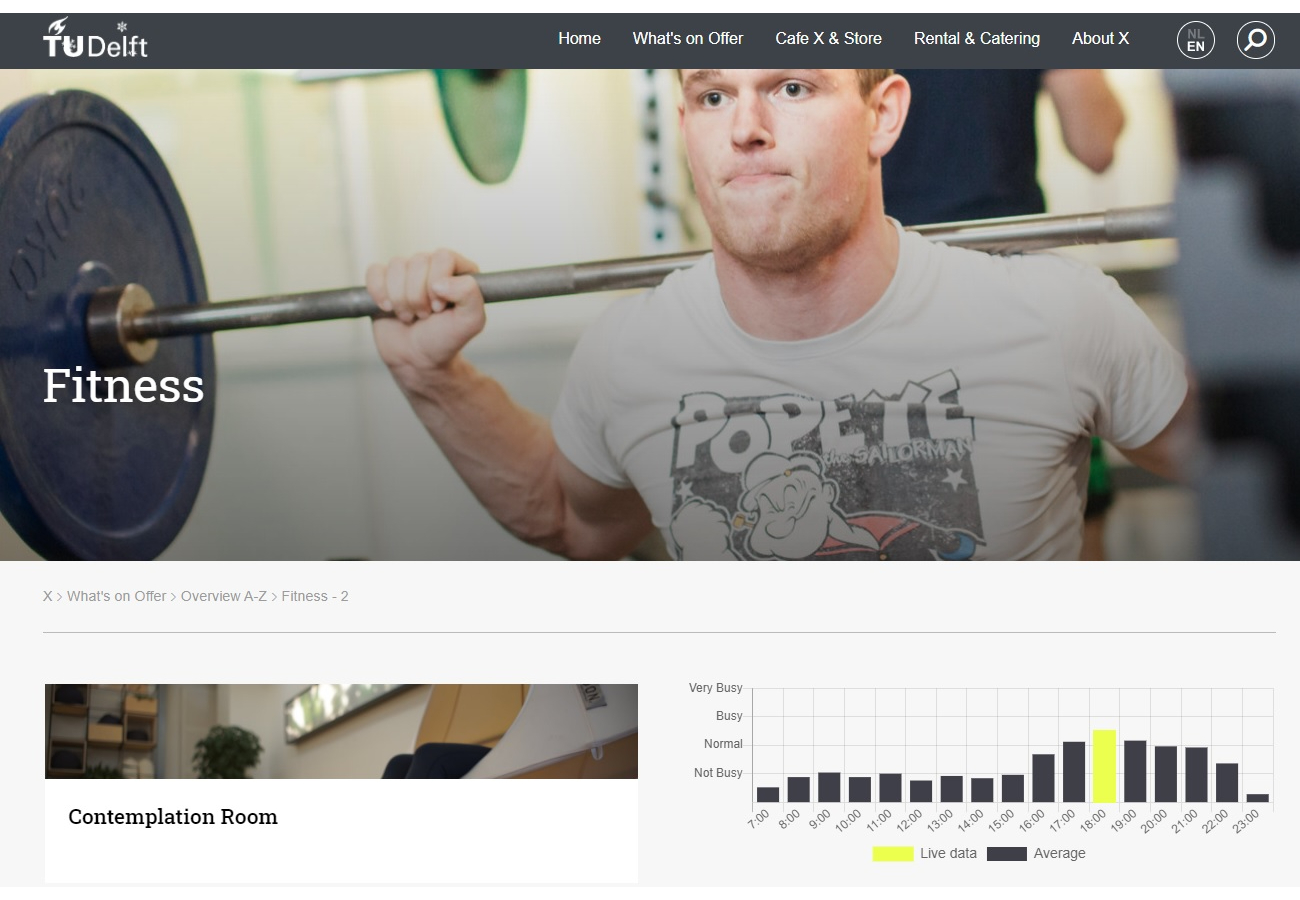 TU Delft
Home What's on Offer Cafe X & Store Rental & Catering About X NL
EN
Fitness
POPEYE
the SAILORMAN
X > What's on Offer > Overview A-Z > Fitness - 2
Contemplation Room
Very Busy
Busy
Normal
Not Busy
7:00 8:00 9:00 10:00 11:00 12:00 13:00 14:00 15:00 16:00 17:00 18:00 19:00 20:00 21:00 22:00 23:00
Live data Average